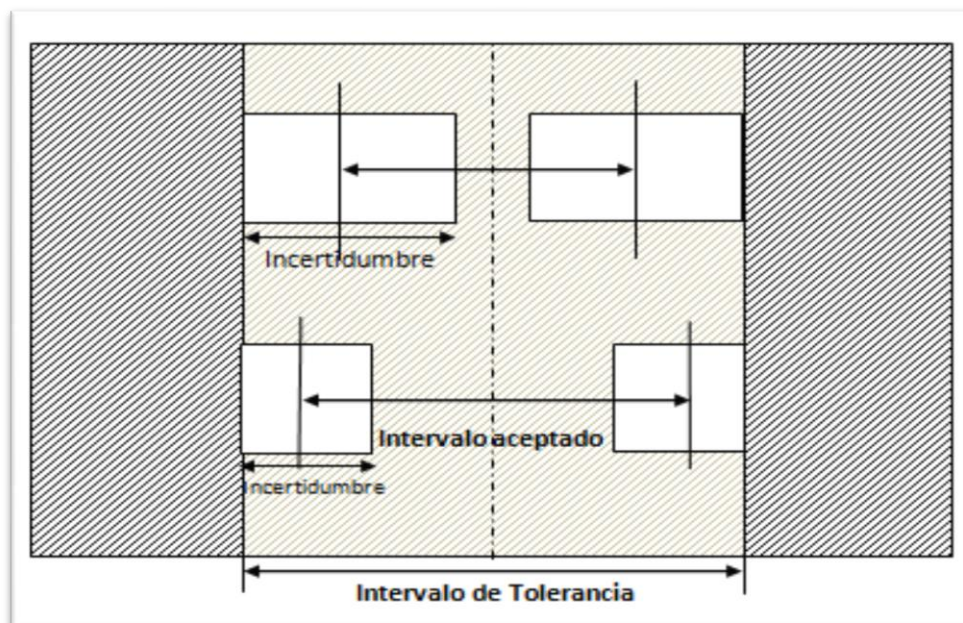 Incertidumbre
Intervalo aceptado
Incertidumbre
Intervalo de Tolerancia